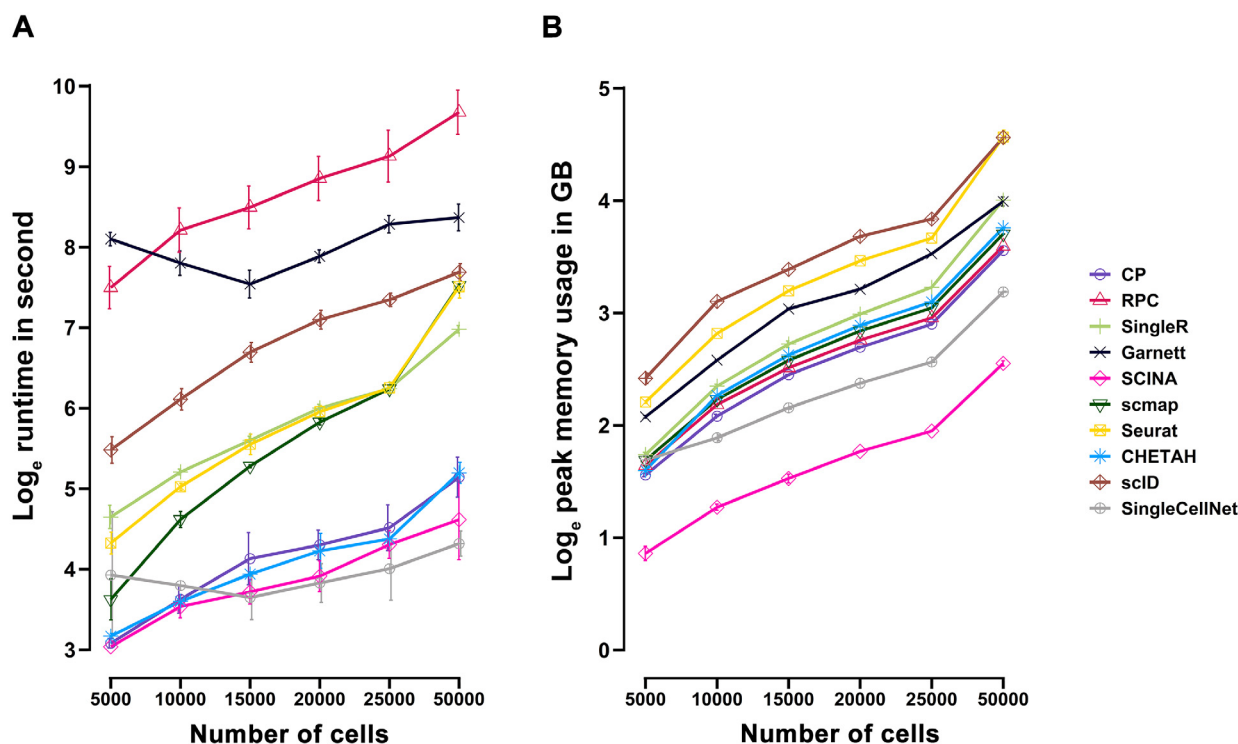 A
B
10
9
8
7
6
5
4
3
Log e runtime in second
5000 10000 15000 20000 25000 50000
Number of cells
5
4
3
2
1
0
Log e peak memory usage in GB
5000 10000 15000 20000 25000 50000
Number of cells
CP
RPC
SingleR
Garnett
SCINA
scmap
Seurat
CHETAH
scID
SingleCellNet